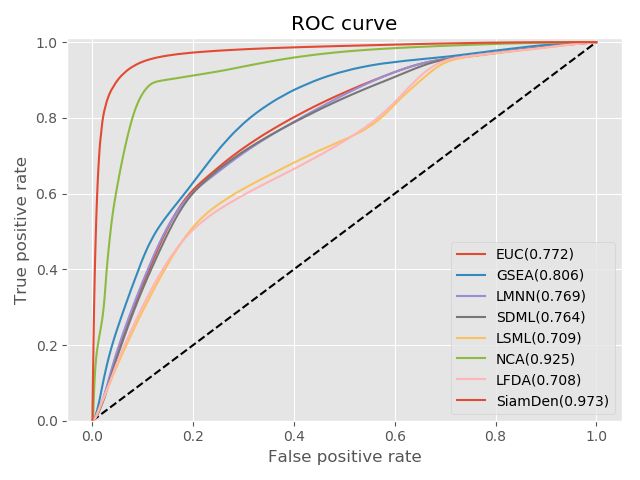 ROC curve
True positive rate
1.0
0.8
0.6
0.4
0.2
0.0
EUC(0.772)
GSEA(0.806)
LMNN(0.769)
SDML(0.764)
LSML(0.709)
NCA(0.925)
LFDA(0.708)
SiamDen(0.973)
0.0 0.2 0.4 0.6 0.8 1.0
False positive rate